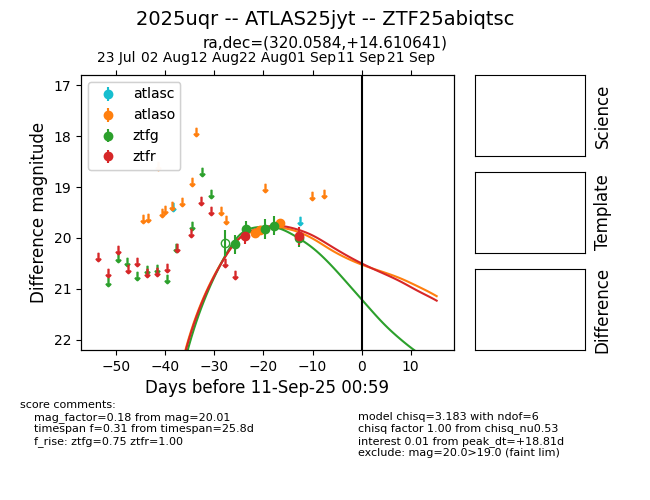 2025uqr -- ATLAS25jyt -- ZTF25abiqtsc
ra,dec=(320.0584,+14.610641)
23 Jul 02 Aug12 Aug22 Aug01 Sep11 Sep21 Sep
17
18
19
20
21
22
Difference magnitude
atlasc
atlaso
ztfg
ztfr
−50 −40 −30 −20 −10 0 10
Days before 11-Sep-25 00:59
Science
Template
Difference
score comments:
mag_factor=0.18 from mag=20.01
timespan f=0.31 from timespan=25.8d
f_rise: ztfg=0.75 ztfr=1.00
model chisq=3.183 with ndof=6
chisq factor 1.00 from chisq_nu0.53
interest 0.01 from peak_dt=+18.81d
exclude: mag=20.0>19.0 (faint lim)